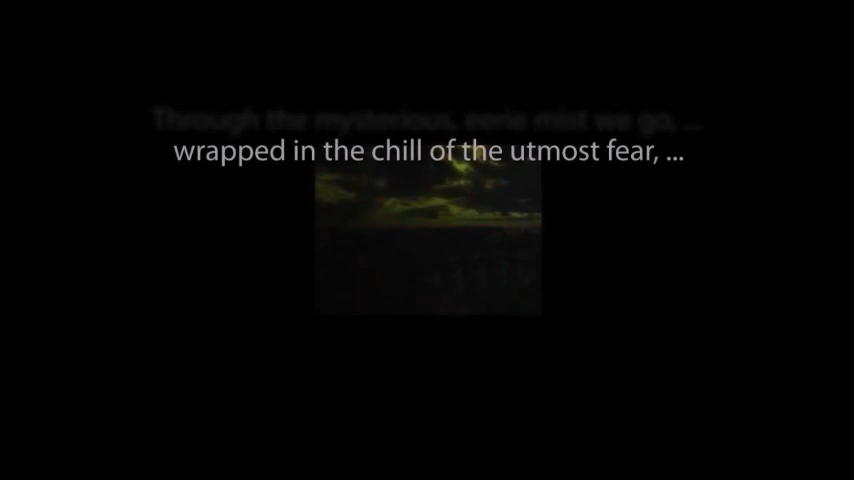 Through the mysterious, eerie mist we go, ...
wrapped in the chill of the utmost fear, ...